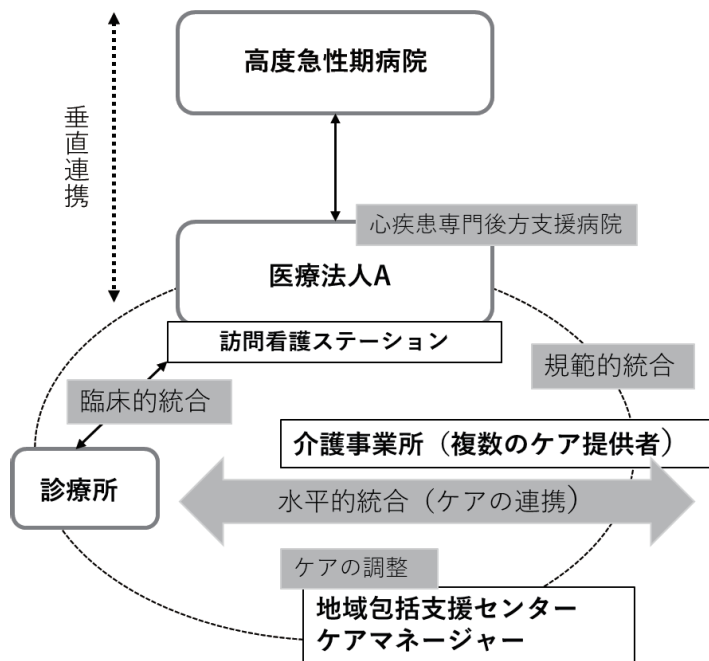 高度急性期病院
垂直連携
心疾患専門後方支援病院
医療法人A
訪問看護ステーション
規範的統合
臨床的統合
介護事業所（複数のケア提供者）
診療所
水平的統合（ケアの連携）
ケアの調整
地域包括支援センター
ケアマネージャー